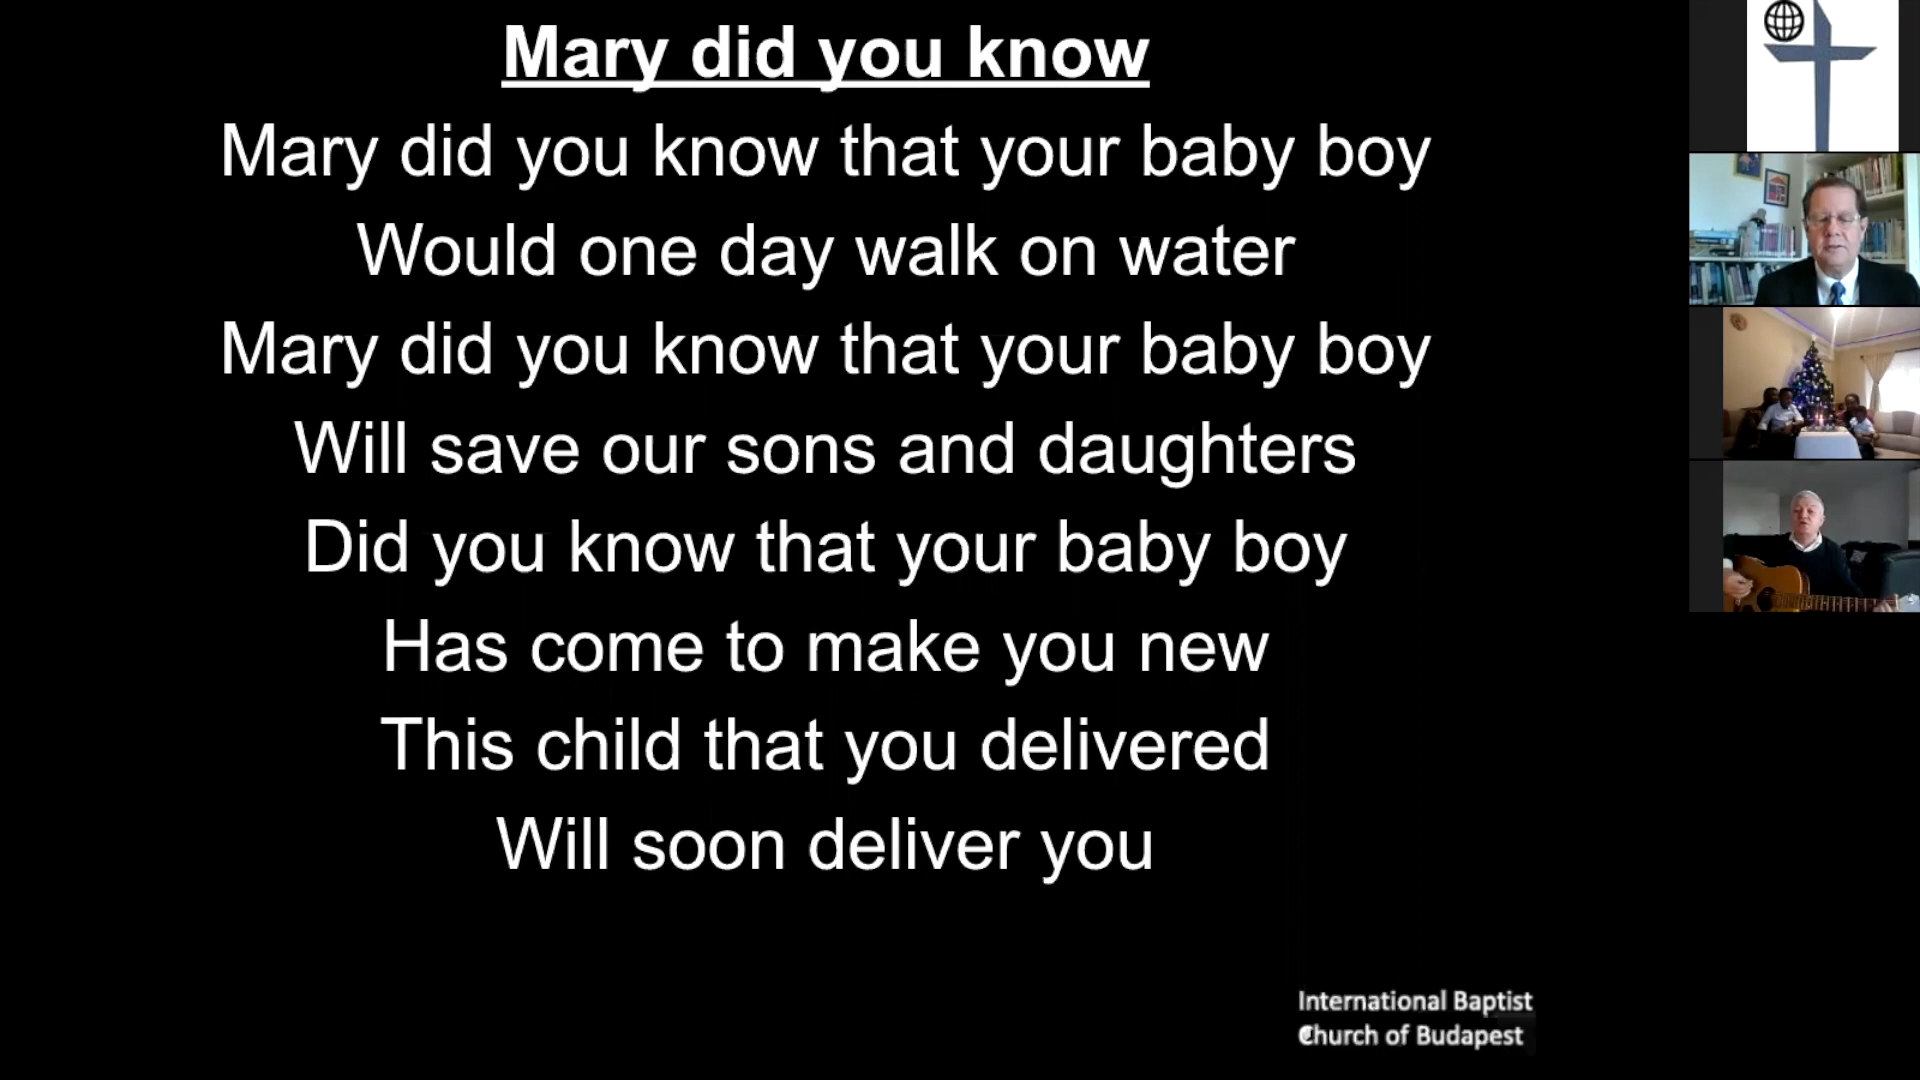 Mary did you know
Mary did you know that your baby boy
Would one day walk on water
Mary did you know that your baby boy
Will save our sons and daughters
Did you know that your baby boy
Has come to make you new
This child that you delivered
Will soon deliver you
International Baptist
Church of Budapest